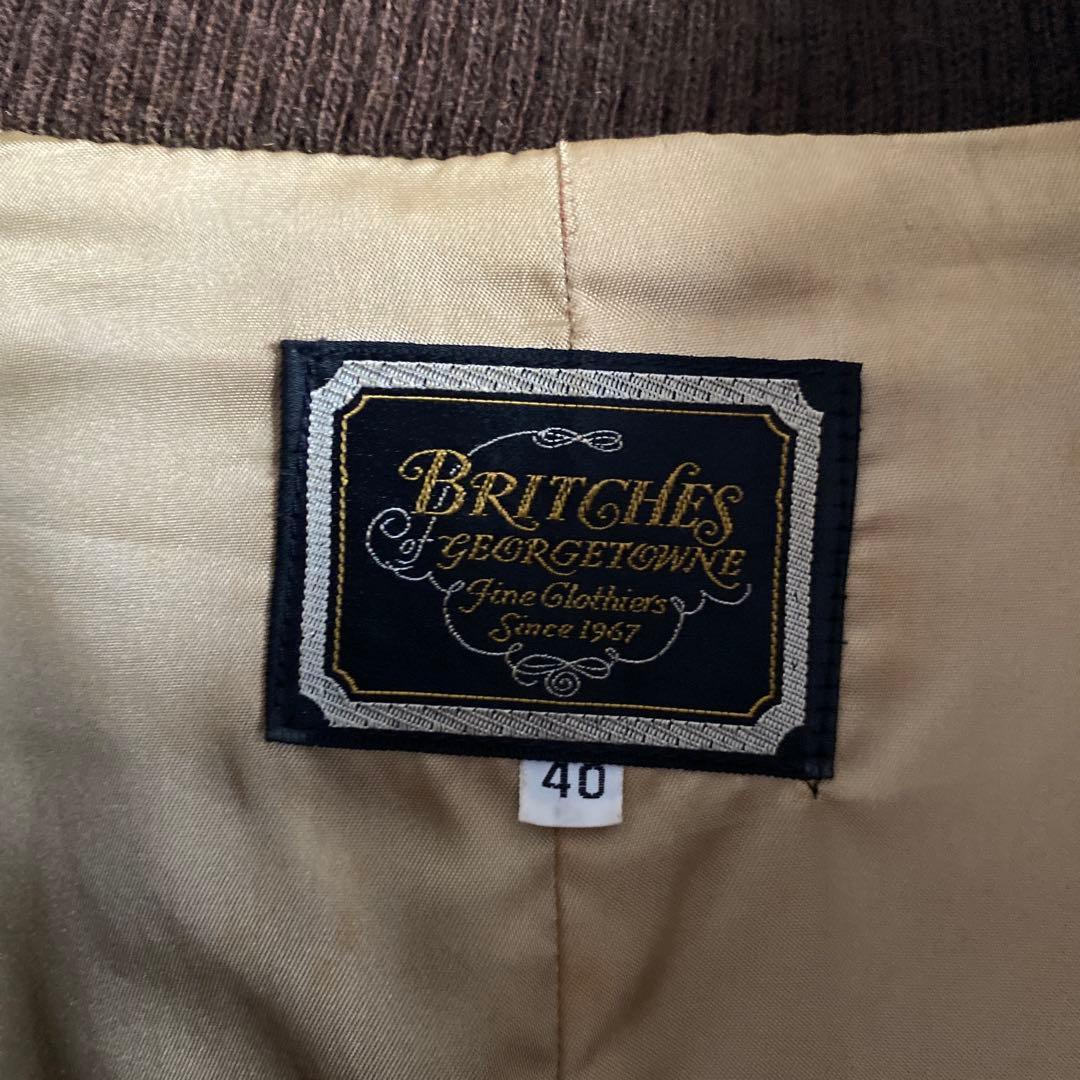 BRITCHES
of GEORGETOWNE
Fine Clothiers
Since 1967
40